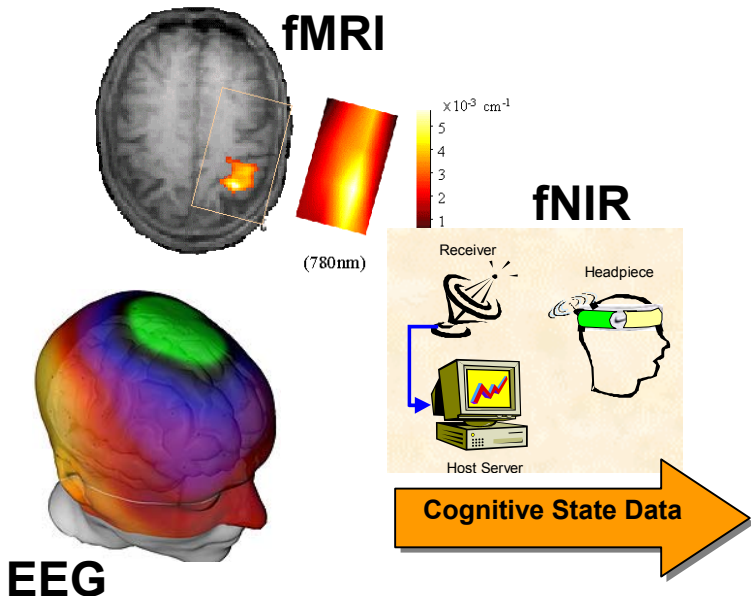 fMRI
×10⁻³ cm⁻¹
5
4
3
2
1
(780nm)
fNIR
Receiver
Headpiece
Host Server
Cognitive State Data
EEG